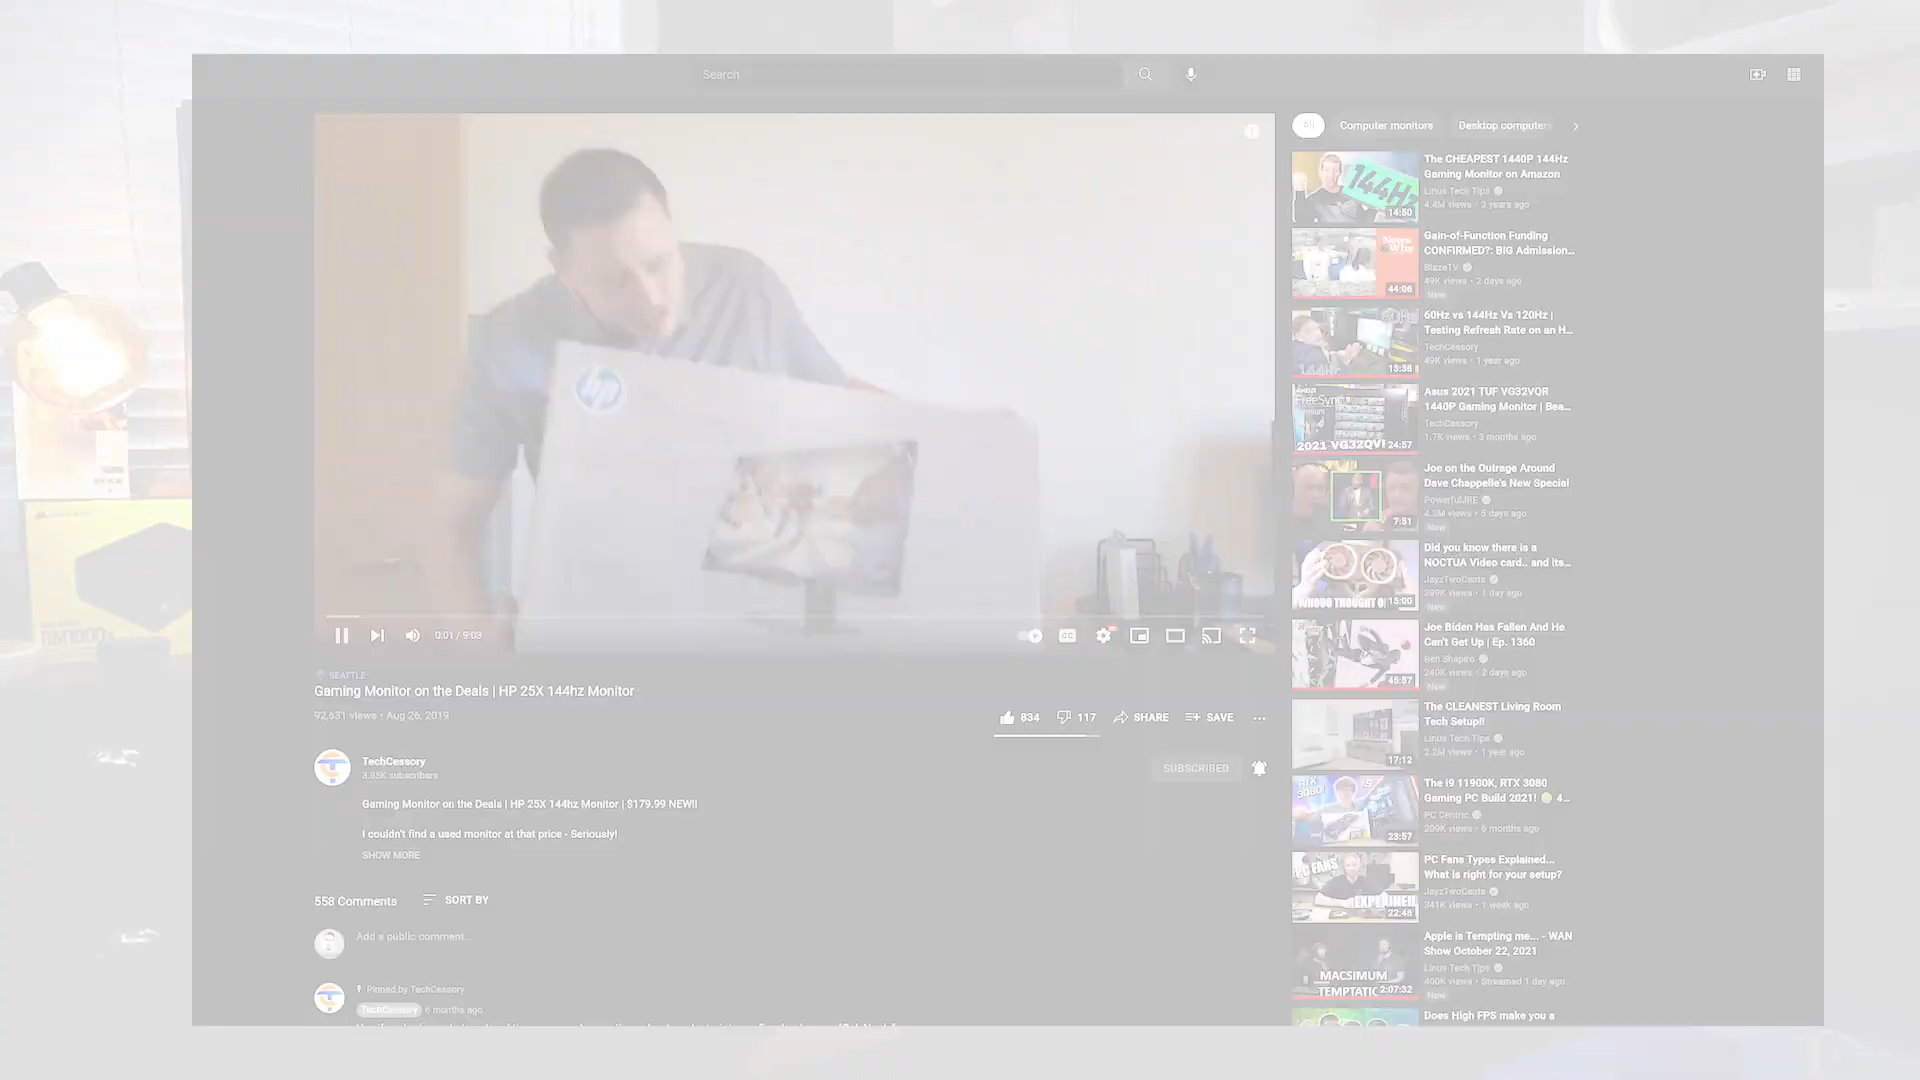 Search
hp
0:01 / 9:03
SEATTLE
Gaming Monitor on the Deals | HP 25X 144hz Monitor
92,631 views • Aug 26, 2019
834
117
SHARE
SAVE
TechCessory
3.85K subscribers
SUBSCRIBED
Gaming Monitor on the Deals | HP 25X 144hz Monitor | $179.99 NEW!!
I couldn't find a used monitor at that price - Seriously!
SHOW MORE
558 Comments
SORT BY
Add a public comment...
Pinned by TechCessory
TechCessory 6 months ago
All
Computer monitors
Desktop computers
144Hz
14:50
The CHEAPEST 1440P 144Hz
Gaming Monitor on Amazon
Linus Tech Tips
4.4M views • 2 years ago
News
Why
44:06
Gain-of-Function Funding
CONFIRMED?: BIG Admission...
BlazeTV
49K views • 2 days ago
New
144Hz
13:36
60Hz vs 144Hz Vs 120Hz |
Testing Refresh Rate on an H...
TechCessory
49K views • 1 year ago
FreeSync
2021 VG32QV!
24:57
Asus 2021 TUF VG32VQR
1440P Gaming Monitor | Bea...
TechCessory
1.7K views • 3 months ago
7:51
Joe on the Outrage Around
Dave Chappelle's New Special
PowerfulJRE
4.3M views • 5 days ago
New
WHOOO THOUGHT O
15:00
Did you know there is a
NOCTUA Video card.. and its...
JayzTwoCents
389K views • 1 day ago
New
45:57
Joe Biden Has Fallen And He
Can't Get Up | Ep. 1360
Ben Shapiro
240K views • 2 days ago
New
17:12
The CLEANEST Living Room
Tech Setup!!
Linus Tech Tips
2.2M views • 1 year ago
RTX
3080!
23:57
The i9 11900K, RTX 3080
Gaming PC Build 2021! 4...
PC Centric
209K views • 6 months ago
PC FANS
EXPLAINED
22:46
PC Fans Types Explained...
What is right for your setup?
JayzTwoCents
341K views • 1 week ago
MACSIMUM
TEMPTATIO
2:07:32
Apple is Tempting me... - WAN
Show October 22, 2021
Linus Tech Tips
400K views • Streamed 1 day ago
New
Does High FPS make you a